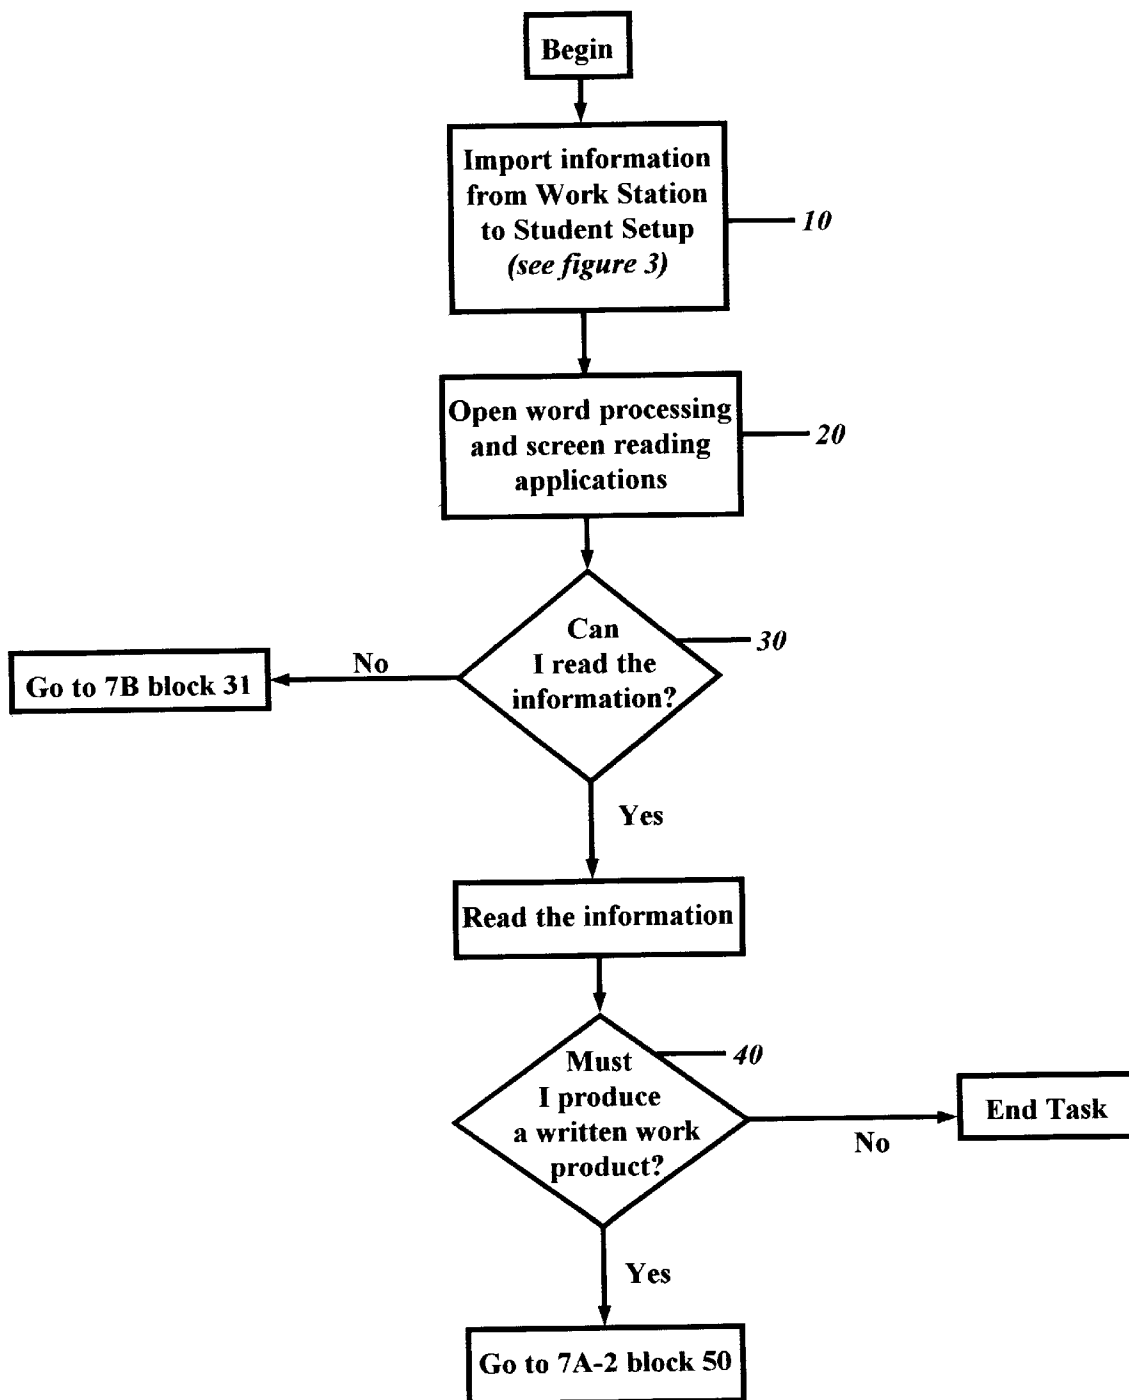 Begin
Import information
from Work Station
to Student Setup
(see figure 3)
10
Open word processing
and screen reading
applications
20
Can
I read the
information?
30
No
Go to 7B block 31
Yes
Read the information
Must
I produce
a written work
product?
40
No
End Task
Yes
Go to 7A-2 block 50